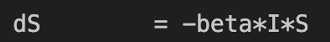 dS        = -beta*I*S